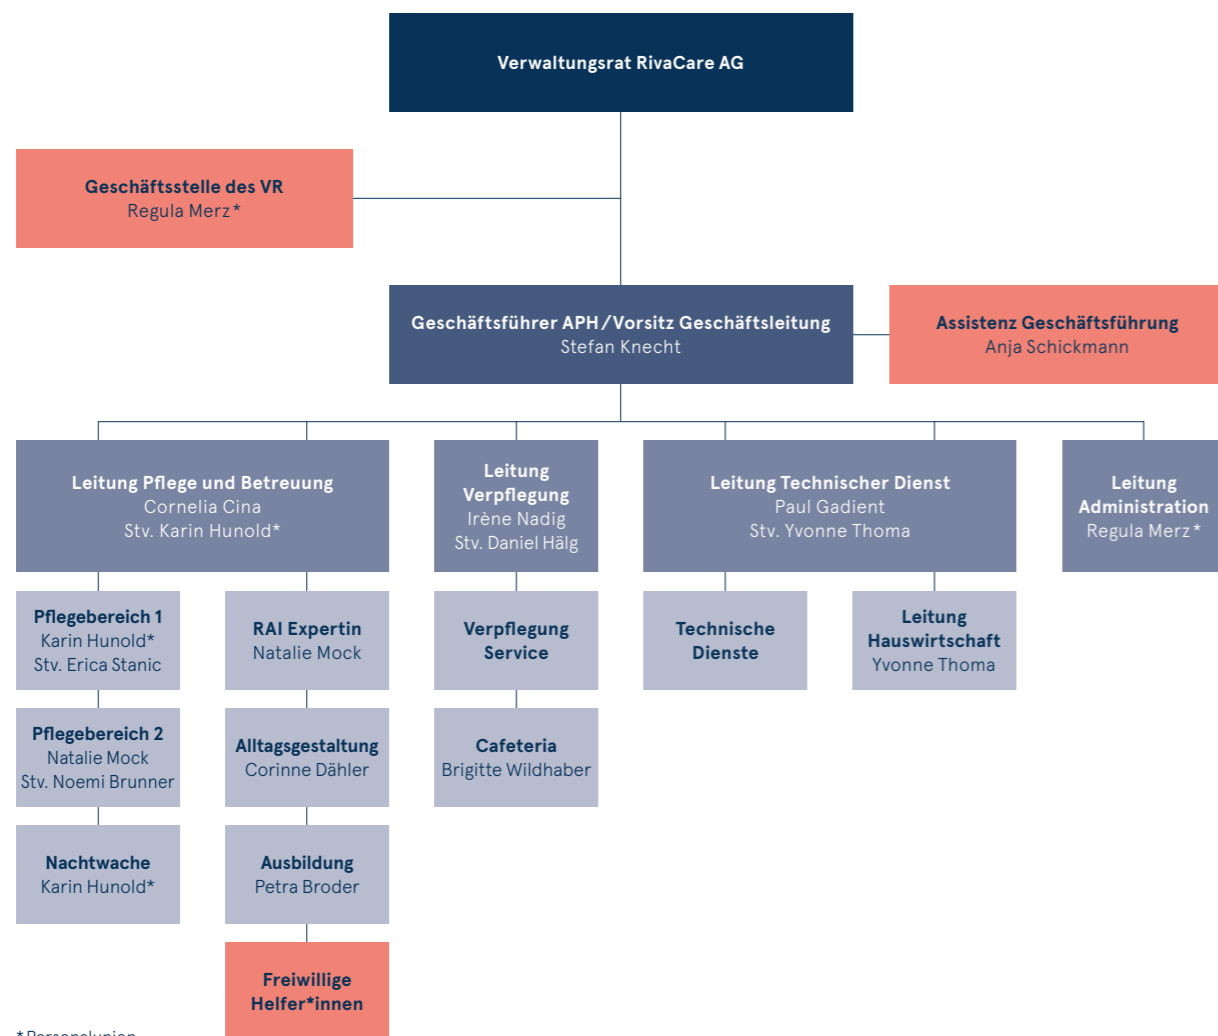 Verwaltungsrat RivaCare AG
Geschäftsstelle des VR
Regula Merz*
Geschäftsführer APH/Vorsitz Geschäftsleitung
Stefan Knecht
Assistenz Geschäftsführung
Anja Schickmann
Leitung Pflege und Betreuung
Cornelia Cina
Stv. Karin Hunold*
Leitung
Verpflegung
Irène Nadig
Stv. Daniel Hälg
Leitung Technischer Dienst
Paul Gadient
Stv. Yvonne Thoma
Leitung
Administration
Regula Merz*
Pflegebereich 1
Karin Hunold*
Stv. Erica Stanic
RAI Expertin
Natalie Mock
Verpflegung
Service
Technische
Dienste
Leitung
Hauswirtschaft
Yvonne Thoma
Pflegebereich 2
Natalie Mock
Stv. Noemi Brunner
Alltagsgestaltung
Corinne Dähler
Cafeteria
Brigitte Wildhaber
Nachtwache
Karin Hunold*
Ausbildung
Petra Broder
Freiwillige
Helfer*innen
*Personalunion